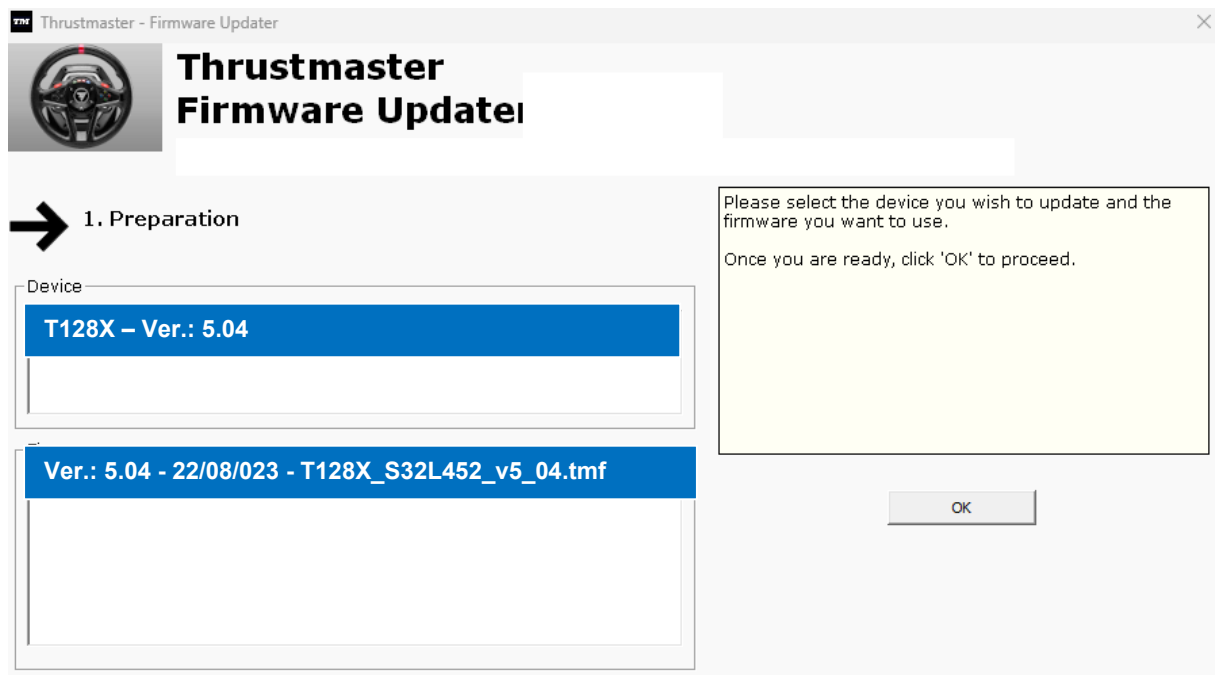 TM Thrustmaster - Firmware Updater
Thrustmaster
Firmware Updater
1. Preparation
Please select the device you wish to update and the
firmware you want to use.
Once you are ready, click 'OK' to proceed.
Device
T128X – Ver.: 5.04
Ver.: 5.04 - 22/08/023 - T128X_S32L452_v5_04.tmf
OK